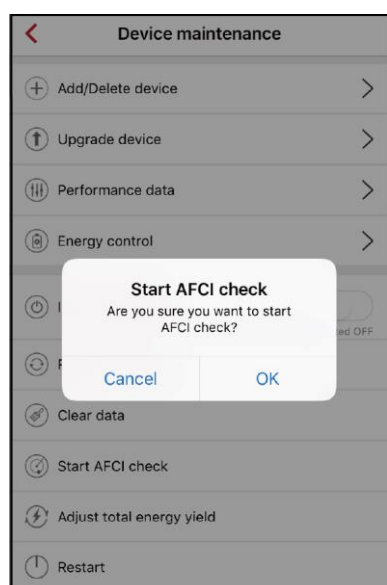 Device maintenance
Add/Delete device
Upgrade device
Performance data
Energy control
Start AFCI check
Are you sure you want to start
AFCI check?
Cancel
OK
OFF
Clear data
Start AFCI check
Adjust total energy yield
Restart